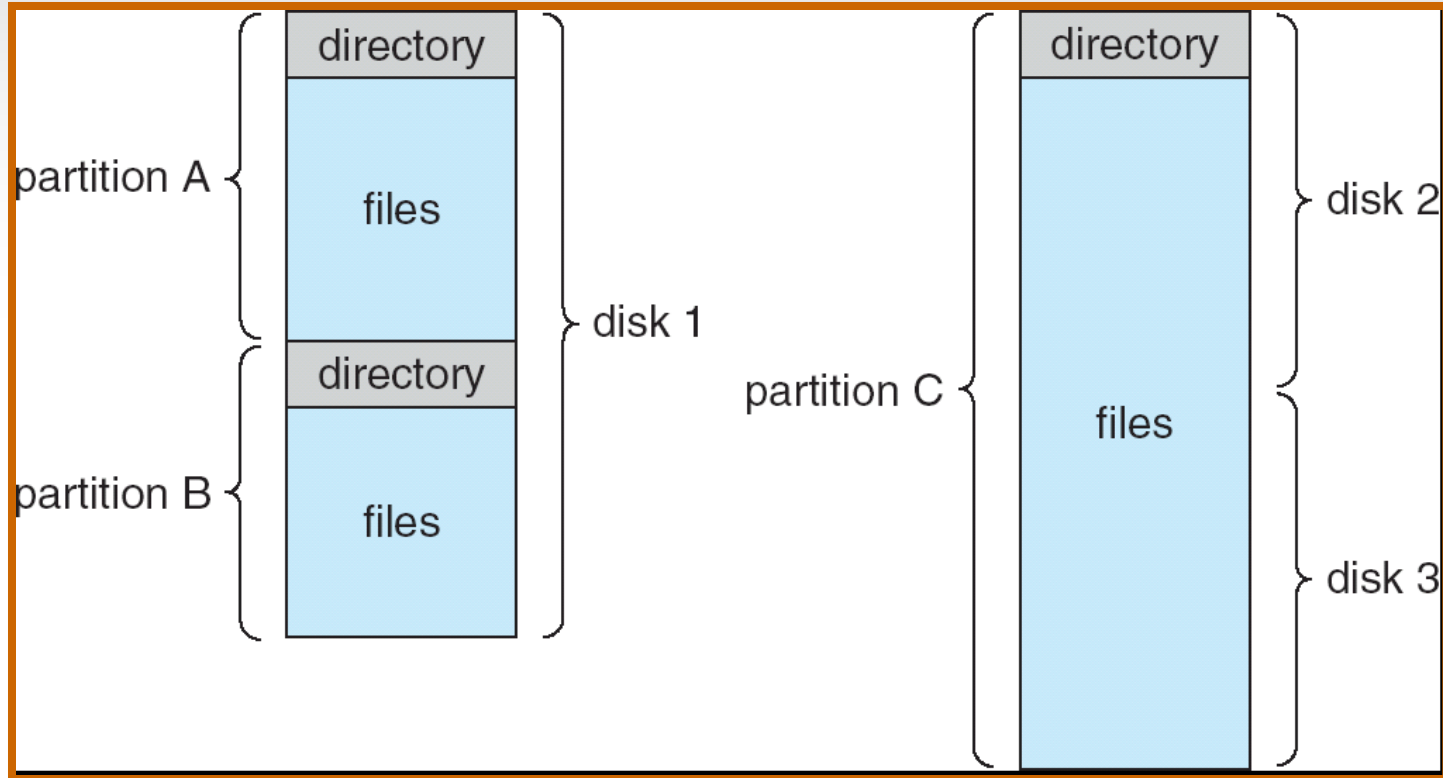 directory
partition A
files
disk 1
directory
partition B
files
directory
disk 2
partition C
files
disk 3